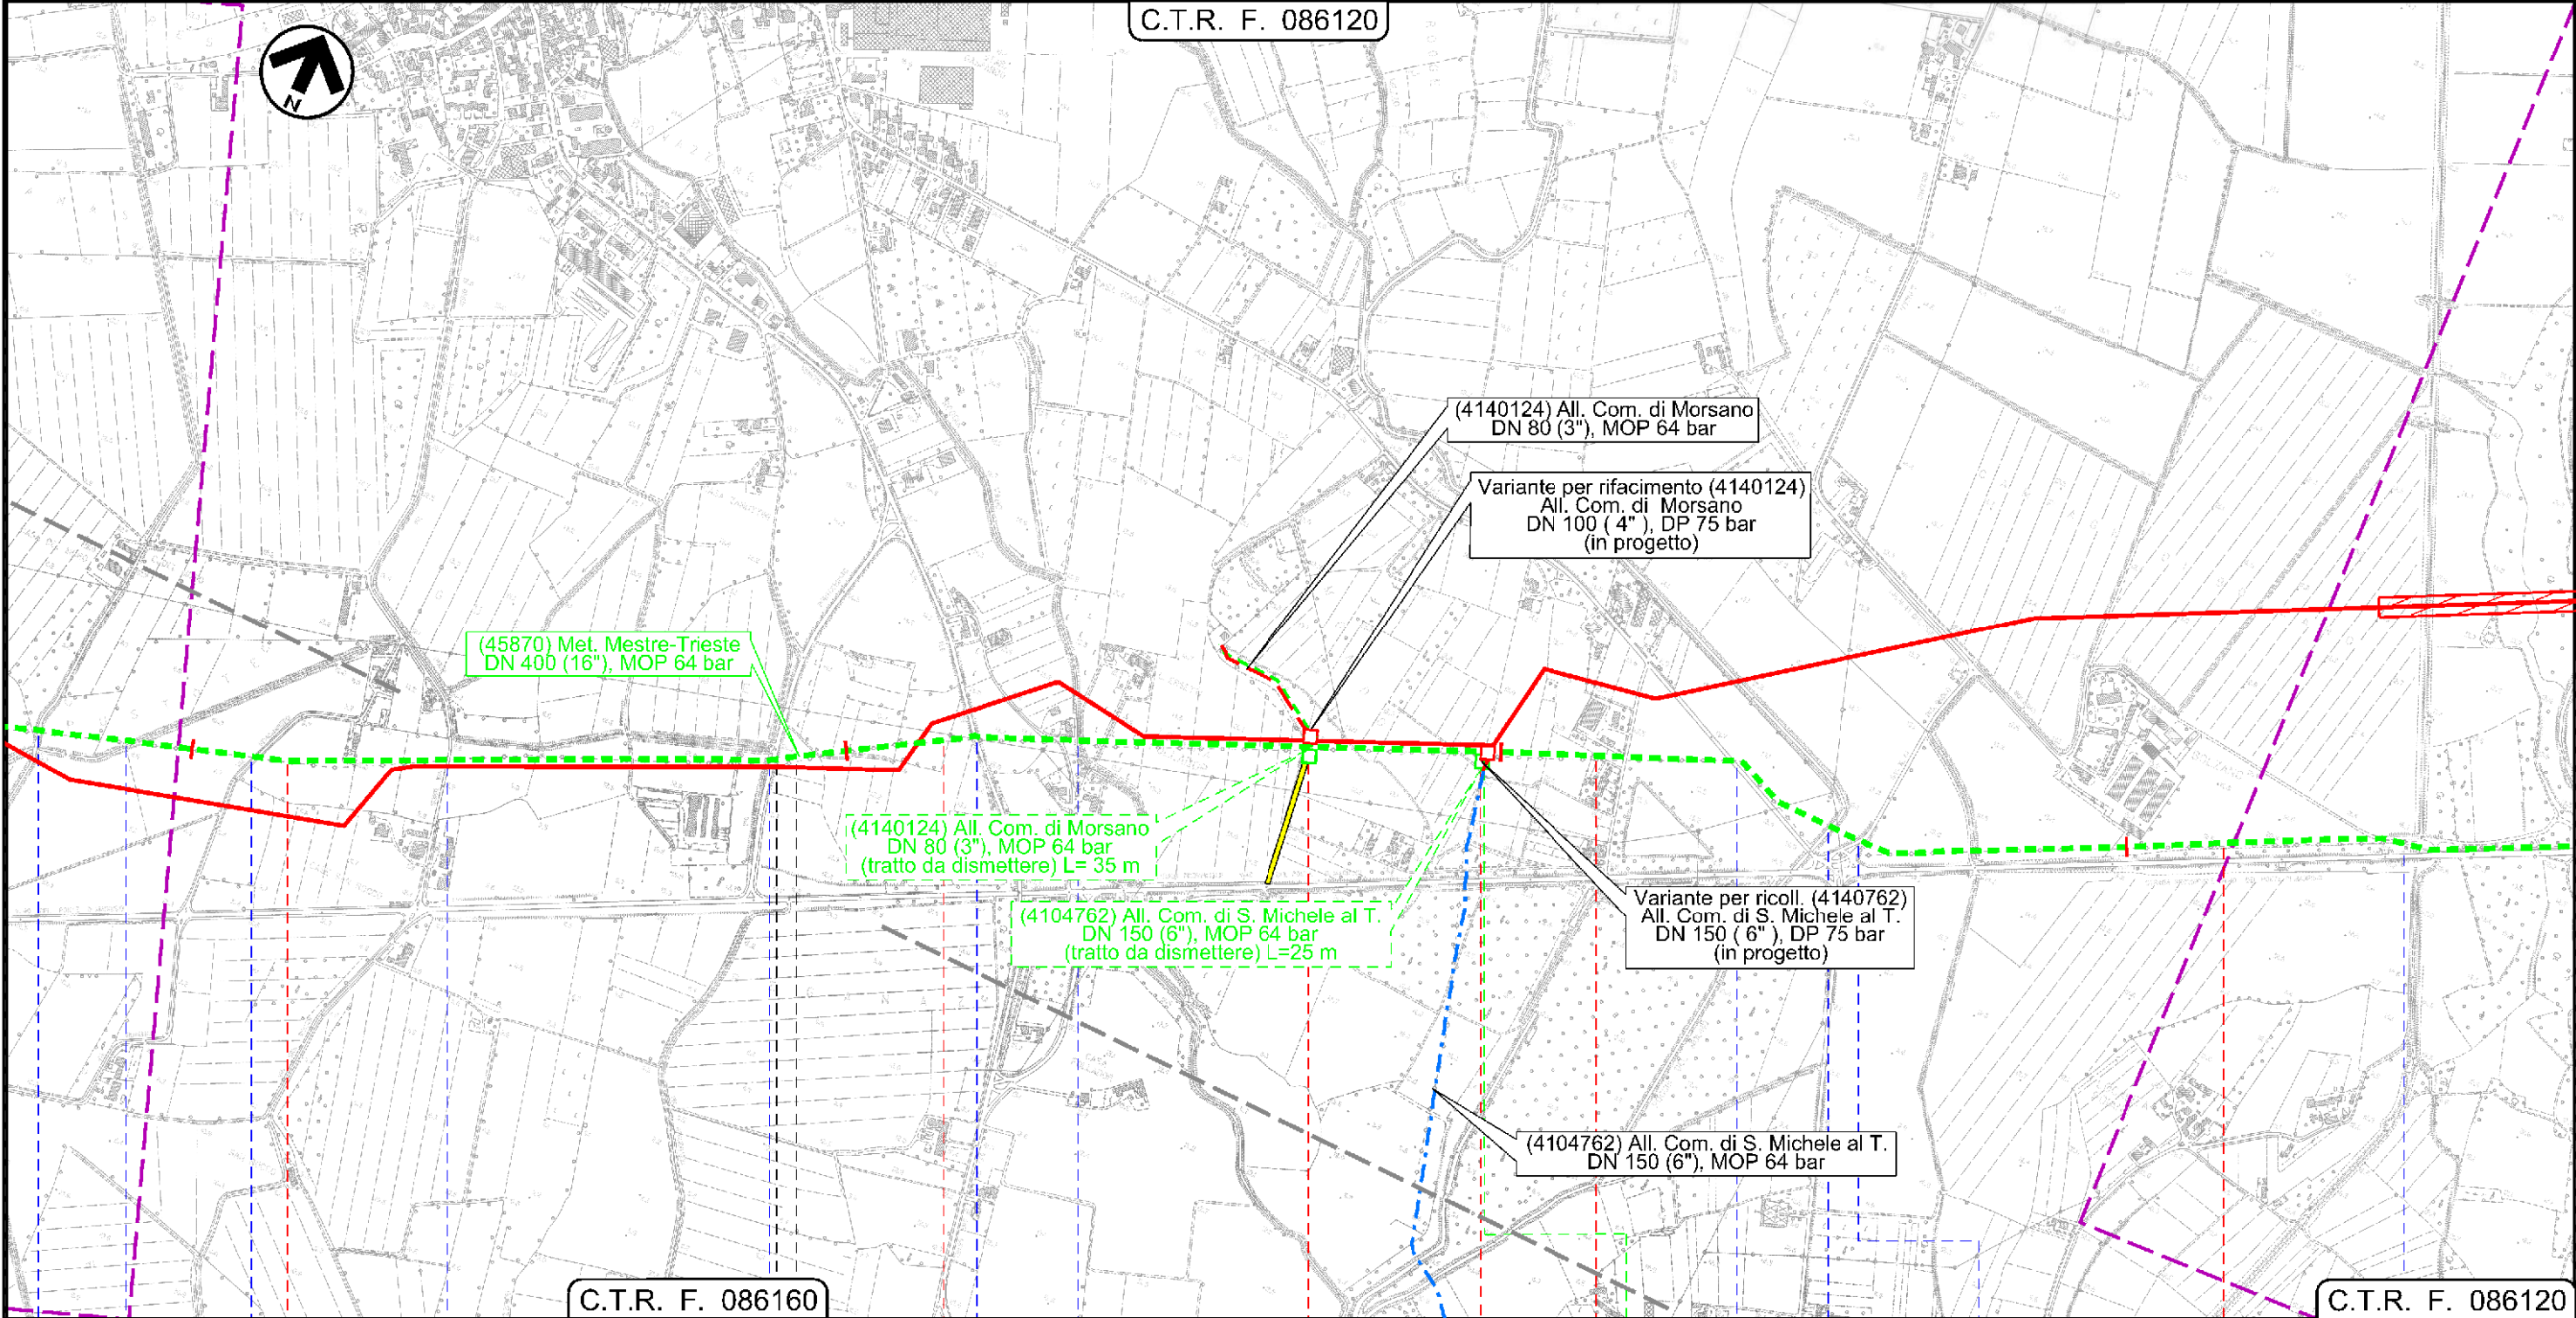 C.T.R. F. 086120
N
(4140124) All. Com. di Morsano
DN 80 (3"), MOP 64 bar
Variante per rifacimento (4140124)
All. Com. di Morsano
DN 100 ( 4" ), DP 75 bar
(in progetto)
(45870) Met. Mestre-Trieste
DN 400 (16"), MOP 64 bar
(4140124) All. Com. di Morsano
DN 80 (3"), MOP 64 bar
(tratto da dismettere) L= 35 m
(4104762) All. Com. di S. Michele al T.
DN 150 (6"), MOP 64 bar
(tratto da dismettere) L=25 m
Variante per ricoll. (4140762)
All. Com. di S. Michele al T.
DN 150 ( 6" ), DP 75 bar
(in progetto)
(4104762) All. Com. di S. Michele al T.
DN 150 (6"), MOP 64 bar
C.T.R. F. 086160
C.T.R. F. 086120